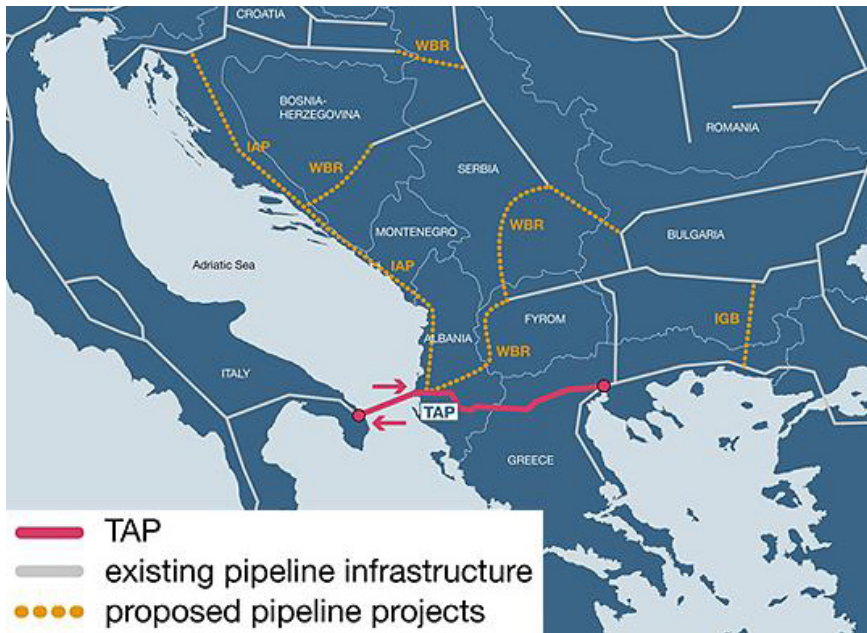 CROATIA
WBR
BOSNIA-
HERZEGOVINA
ROMANIA
IAP
WBR
SERBIA
MONTENEGRO
WBR
BULGARIA
Adriatic Sea
IAP
FYROM
IGB
ALBANIA
WBR
ITALY
TAP
GREECE
TAP
existing pipeline infrastructure
proposed pipeline projects